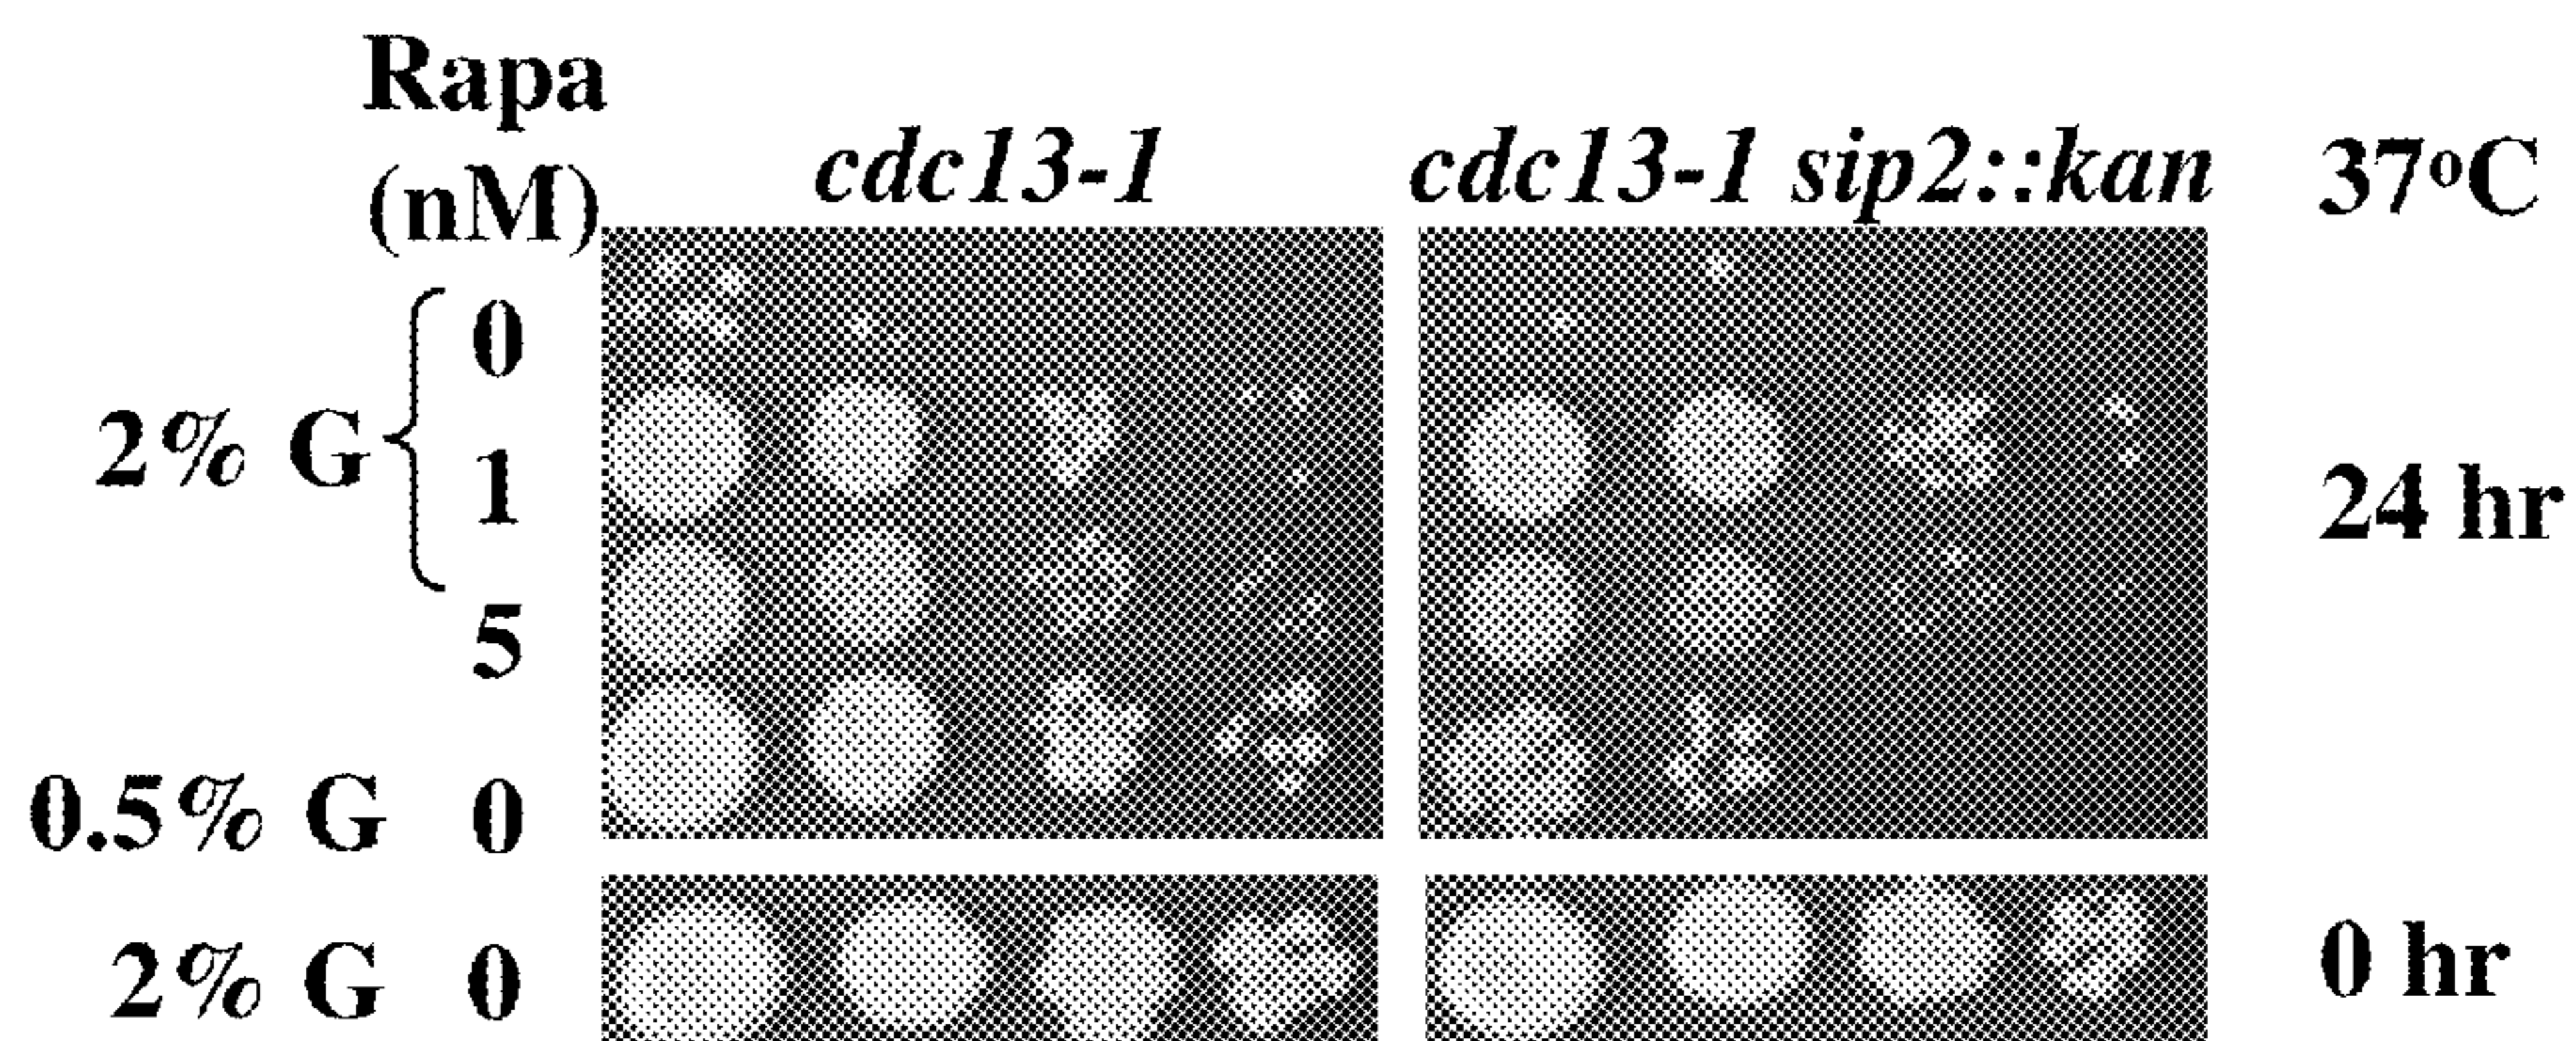 Rapa
(nM)
cdc13-1
cdc13-1 sip2::kan
37°C
0
2% G
1
24 hr
5
0.5% G 0
2% G 0
0 hr